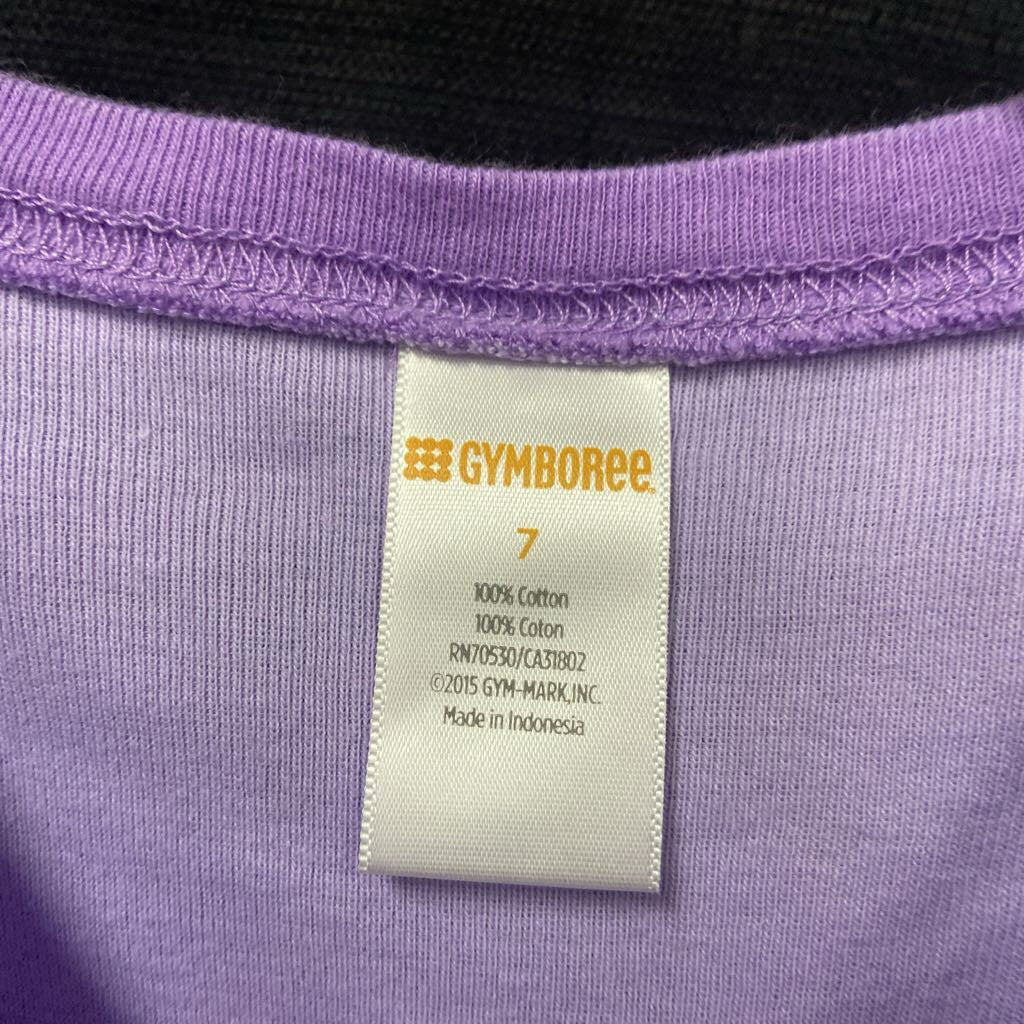 GYMBOREE
7
100% Cotton
100% Coton
RN70530/CA31802
©2015 GYM-MARK,INC.
Made in Indonesia